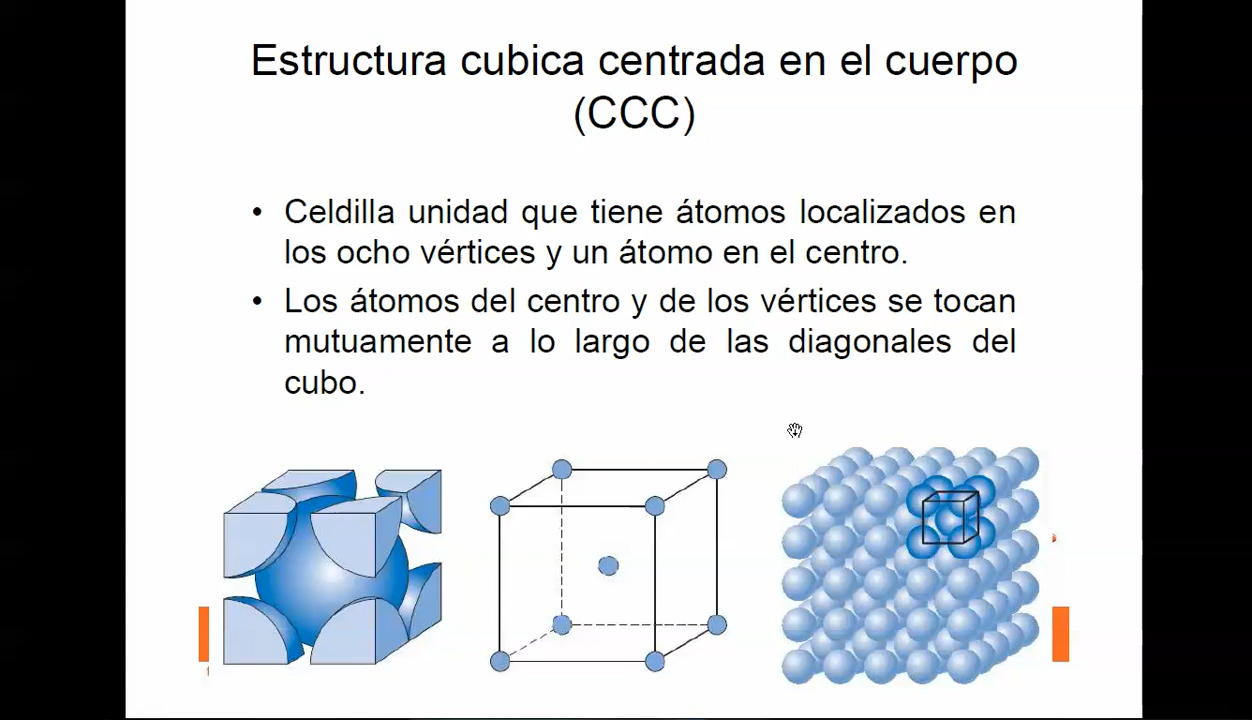 Estructura cubica centrada en el cuerpo
(CCC)
• Celdilla unidad que tiene átomos localizados en
los ocho vértices y un átomo en el centro.
• Los átomos del centro y de los vértices se tocan
mutuamente a lo largo de las diagonales del
cubo.